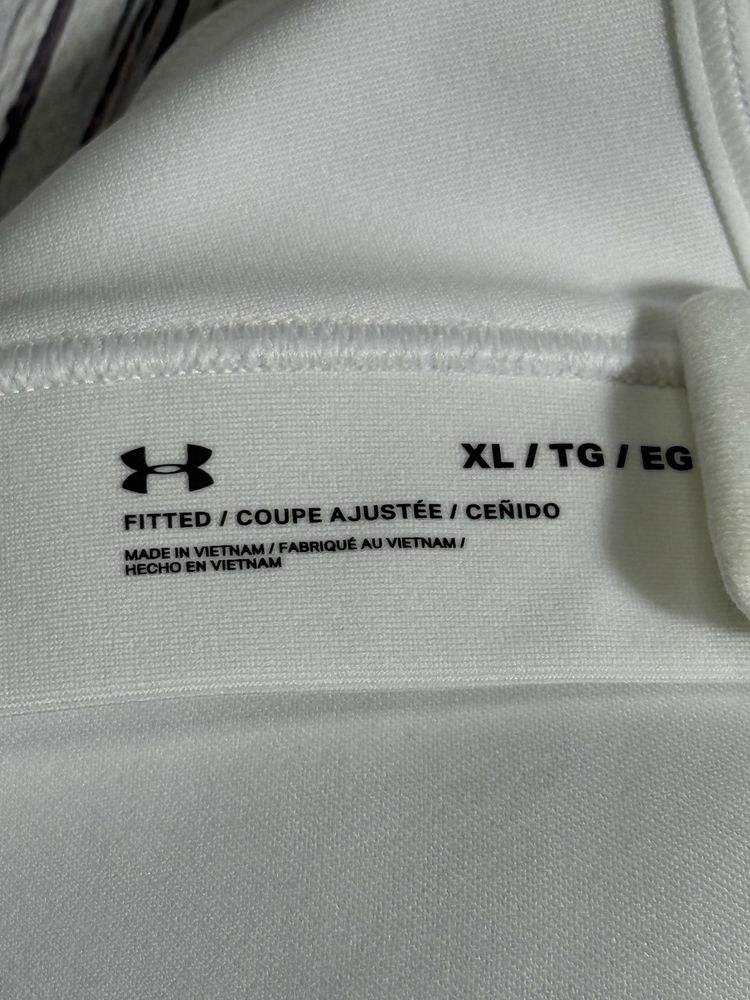 XL / TG / EG
FITTED / COUPE AJUSTÉE / CEÑIDO
MADE IN VIETNAM / FABRIQUÉ AU VIETNAM /
HECHO EN VIETNAM